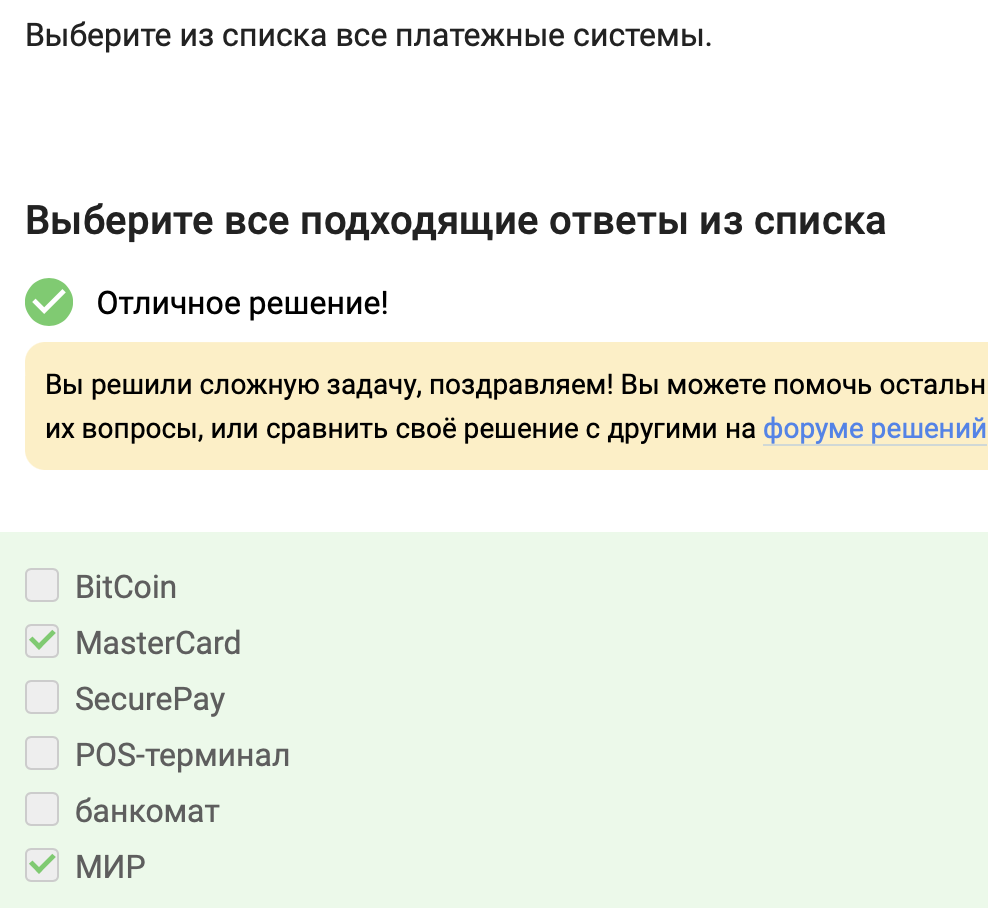 Выберите из списка все платежные системы.
Выберите все подходящие ответы из списка
Отличное решение!
Вы решили сложную задачу, поздравляем! Вы можете помочь остальн
их вопросы, или сравнить своё решение с другими на форуме решений
BitCoin
MasterCard
SecurePay
POS-терминал
банкомат
МИР